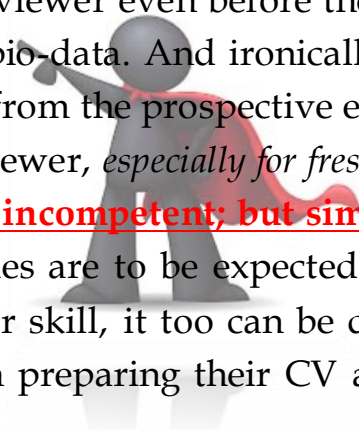 viewer even before the
bio-data. And ironicall
from the prospective e
ewer, especially for fres
incompetent; but sim
es are to be expected
r skill, it too can be
preparing their CV a